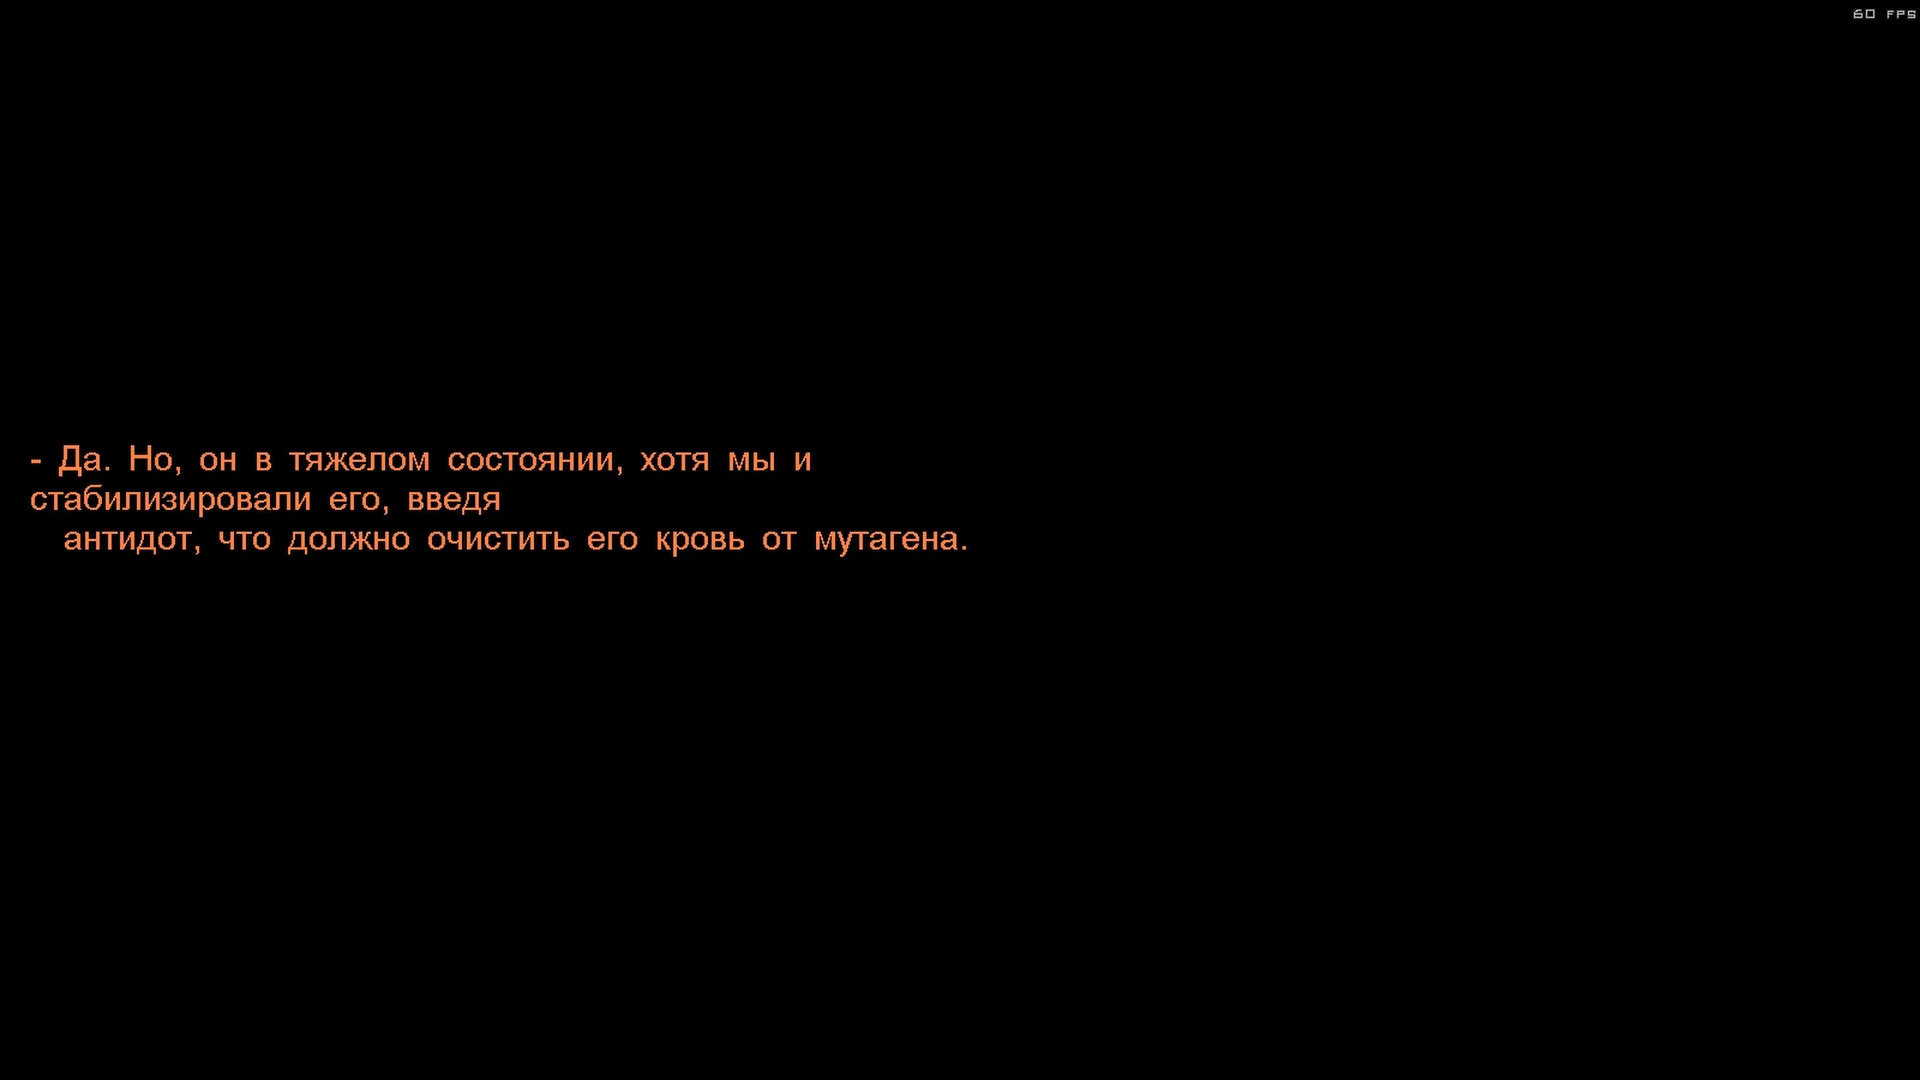 60 FPS
- Да. Но, он в тяжелом состоянии, хотя мы и
стабилизировали его, введя
антидот, что должно очистить его кровь от мутагена.